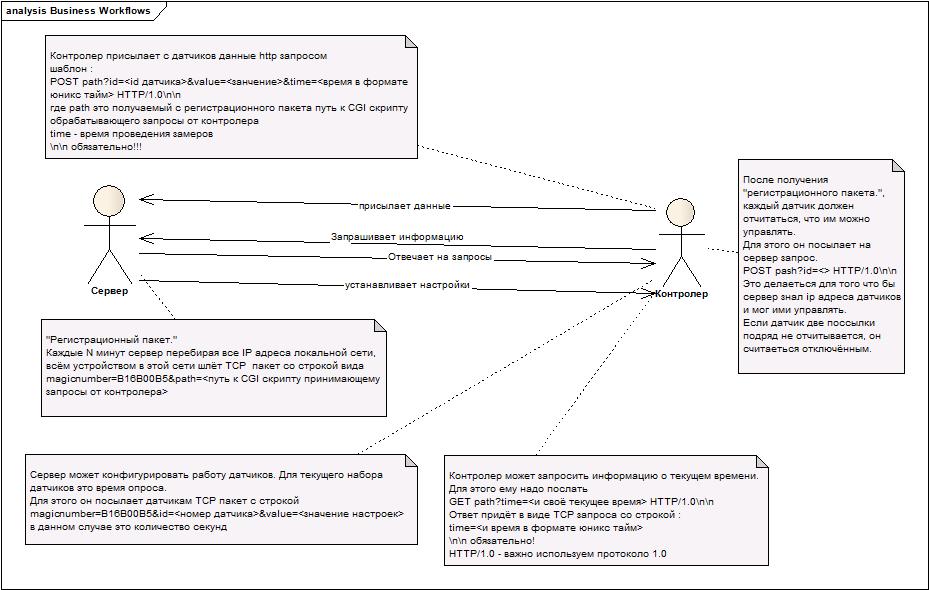 analysis Business Workflows
Контролер присылает с датчиков данные http запросом
шаблон :
POST path?id=<id датчика>&value=<занчение>&time=<время в формате
юникс тайм> HTTP/1.0\n\n
где path это получаемый с регистрационного пакета путь к CGI скрипту
обрабатывающего запросы от контролера
time - время проведения замеров
\n\n обязательно!!!
После получения
"регистрационного пакета.",
каждый датчик должен
отчитаться, что им можно
управлять.
Для этого он посылает на
сервер запрос.
POST pash?id=<> HTTP/1.0\n\n
Это делаеться для того что бы
сервер знал ip адреса датчиков
и мог ими управлять.
Если датчик две поссылки
подряд не отчитывается, он
считаеться отключённым.
присылает данные
Запрашивает информацию
Отвечает на запросы
устанавливает настройки
Сервер
Контролер
"Регистрационный пакет."
Каждые N минут сервер перебирая все IP адреса локальной сети,
всём устройством в этой сети шлёт TCP пакет со строкой вида
magicnumber=B16B00B5&path=<путь к CGI скрипту принимающему
запросы от контролера>
Сервер может конфигурировать работу датчиков. Для текущего набора
датчиков это время опроса.
Для этого он посылает датчикам TCP пакет с строкой
magicnumber=B16B00B5&id=<номер датчика>&value=<значение настроек>
в данном случае это количество секунд
Контролер может запросить информацию о текущем времени.
Для этого ему надо послать
GET path?time=<и своё текущее время> HTTP/1.0\n\n
Ответ придёт в виде TCP запроса со строкой :
time=<и время в формате юникс тайм>
\n\n обязательно!
HTTP/1.0 - важно используем протоколо 1.0